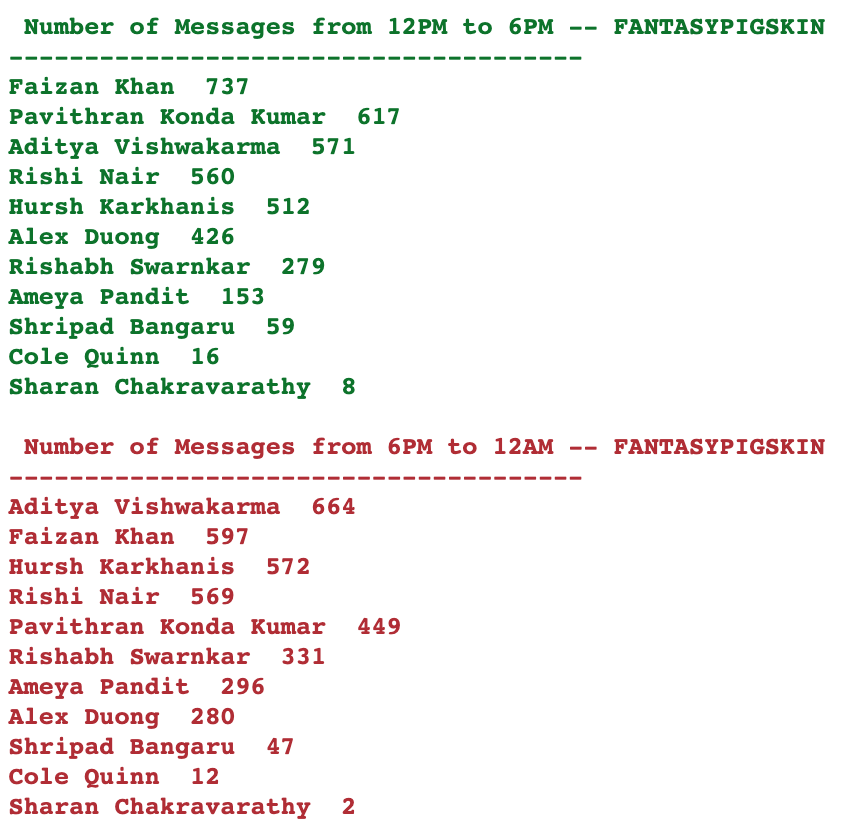 Number of Messages from 12PM to 6PM -- FANTASYPIGSKIN
--------------------------------------
Faizan Khan  737
Pavithran Konda Kumar  617
Aditya Vishwakarma  571
Rishi Nair  560
Hursh Karkhanis  512
Alex Duong  426
Rishabh Swarnkar  279
Ameya Pandit  153
Shripad Bangaru  59
Cole Quinn  16
Sharan Chakravarathy  8
Number of Messages from 6PM to 12AM -- FANTASYPIGSKIN
--------------------------------------
Aditya Vishwakarma  664
Faizan Khan  597
Hursh Karkhanis  572
Rishi Nair  569
Pavithran Konda Kumar  449
Rishabh Swarnkar  331
Ameya Pandit  296
Alex Duong  280
Shripad Bangaru  47
Cole Quinn  12
Sharan Chakravarathy  2